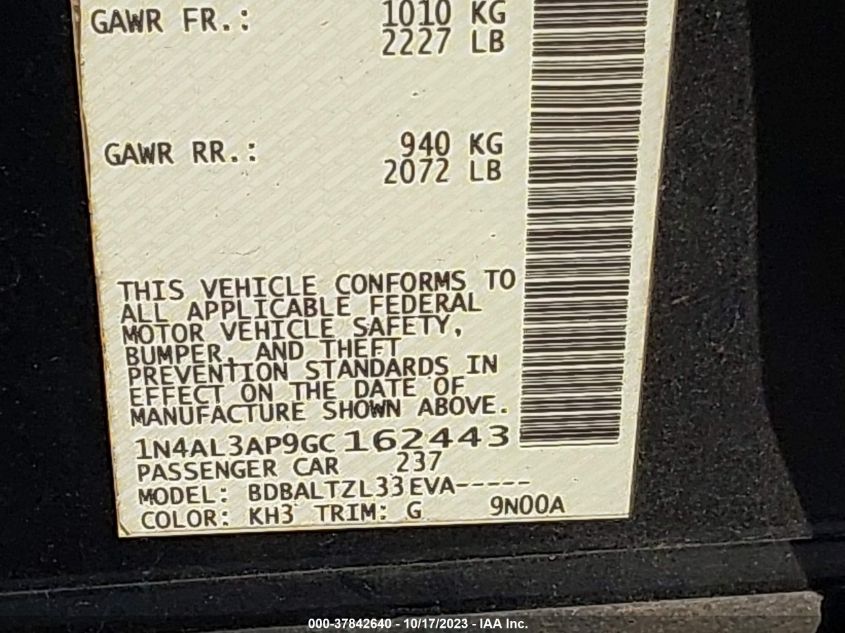 GAWR FR.: 1010 KG
2227 LB
GAWR RR.: 940 KG
2072 LB
THIS VEHICLE CONFORMS TO
ALL APPLICABLE FEDERAL
MOTOR VEHICLE SAFETY,
BUMPER, AND THEFT
PREVENTION STANDARDS IN
EFFECT ON THE DATE OF
MANUFACTURE SHOWN ABOVE.
1N4AL3AP9GC162443
PASSENGER CAR 237
MODEL: BDBALTZL33EVA-----
COLOR: KH3 TRIM: G 9N00A
000-37842640 - 10/17/2023 - IAA Inc.